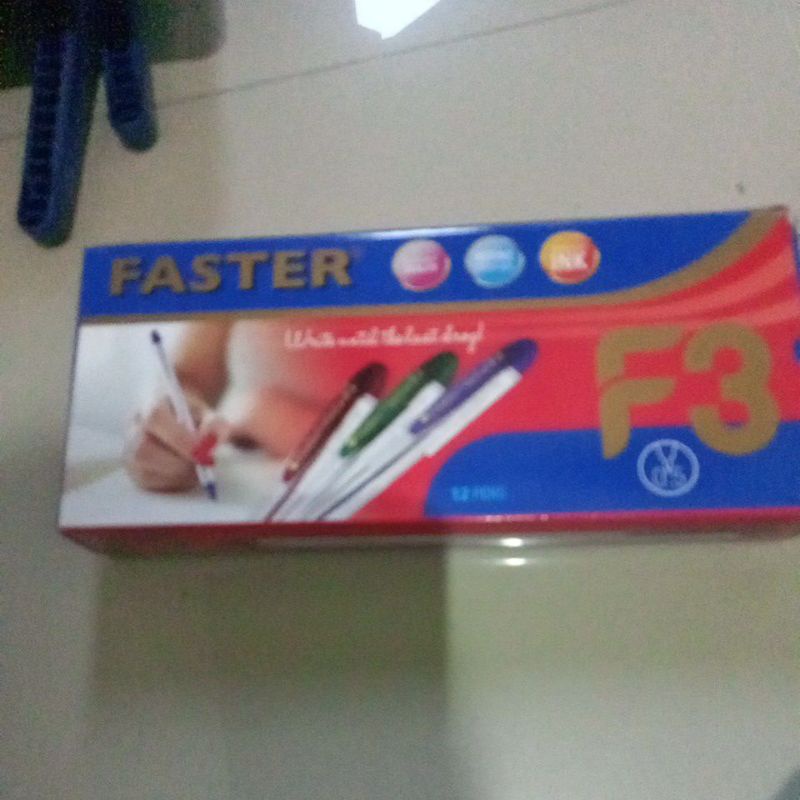 FASTER
INK
Write until the last drop!
F3
12 PENS